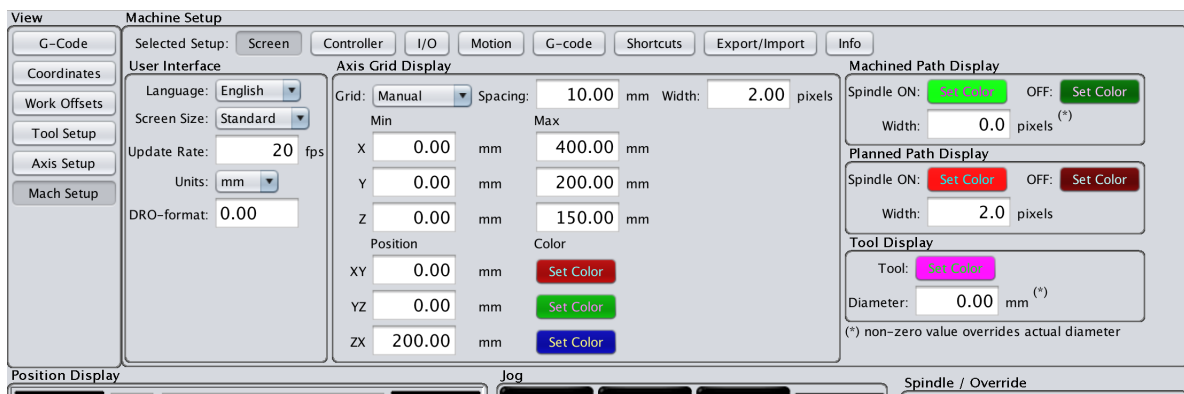 View
G-Code
Coordinates
Work Offsets
Tool Setup
Axis Setup
Mach Setup
Machine Setup
Selected Setup: Screen Controller I/O Motion G-code Shortcuts Export/Import Info
User Interface
Language: English
Screen Size: Standard
Update Rate: 20 fps
Units: mm
DRO-format: 0.00
Axis Grid Display
Grid: Manual Spacing: 10.00 mm Width: 2.00 pixels
Min Max
X 0.00 mm 400.00 mm
Y 0.00 mm 200.00 mm
Z 0.00 mm 150.00 mm
Position Color
XY 0.00 mm Set Color
YZ 0.00 mm Set Color
ZX 200.00 mm Set Color
Machined Path Display
Spindle ON: Set Color OFF: Set Color
Width: 0.0 pixels (*)
Planned Path Display
Spindle ON: Set Color OFF: Set Color
Width: 2.0 pixels
Tool Display
Tool: Set Color
Diameter: 0.00 mm (*)
(*) non-zero value overrides actual diameter
Position Display
Jog
Spindle / Override